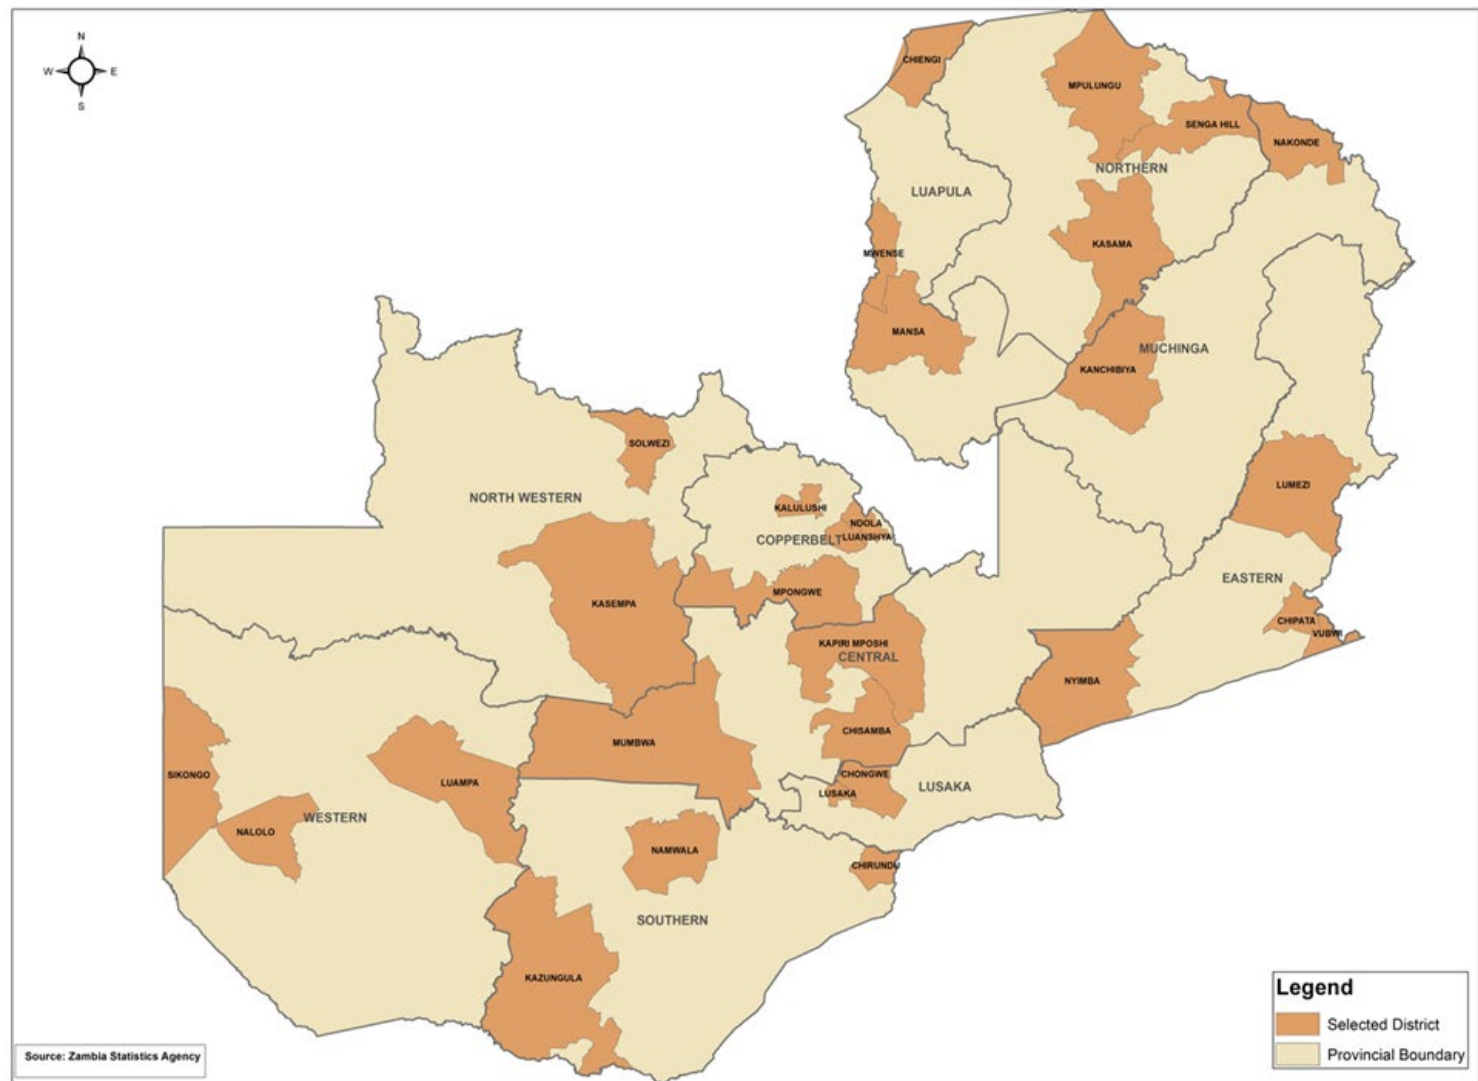 N
W E
S
CHIENGI
MPULUNGU
SENGA HILL
NAKONDE
NORTHERN
LUAPULA
KASAMA
MWENSE
MANSA
MUCHINGA
KANCHIBIYA
SOLWEZI
LUMEZI
NORTH WESTERN
KALULUSHI
NDOLA
LUANSHYA
COPPERBELT
EASTERN
MPONGWE
KASEMPA
CHIPATA
VUBWI
KAPIRI MPOSHI
CENTRAL
NYIMBA
CHISAMBA
MUMBWA
SIKONGO
CHONGWE
LUAMPA
LUSAKA
LUSAKA
WESTERN
NALOLO
NAMWALA
CHIRUNDU
SOUTHERN
KAZUNGULA
Legend
Selected District
Provincial Boundary
Source: Zambia Statistics Agency